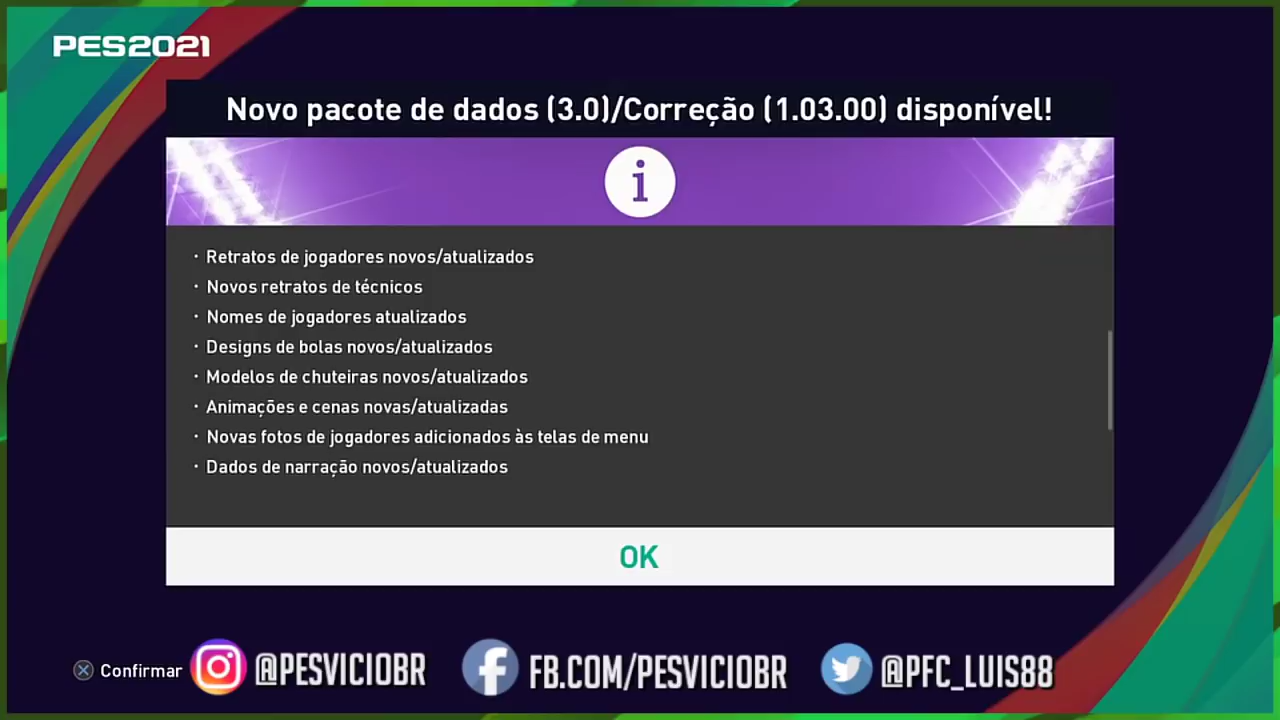 PES2021
Novo pacote de dados (3.0)/Correção (1.03.00) disponível!
i
· Retratos de jogadores novos/atualizados
· Novos retratos de técnicos
· Nomes de jogadores atualizados
· Designs de bolas novos/atualizados
· Modelos de chuteiras novos/atualizados
· Animações e cenas novas/atualizadas
· Novas fotos de jogadores adicionados às telas de menu
· Dados de narração novos/atualizados
OK
Confirmar @PESVICIOBR FB.COM/PESVICIOBR @PFC_LUIS88